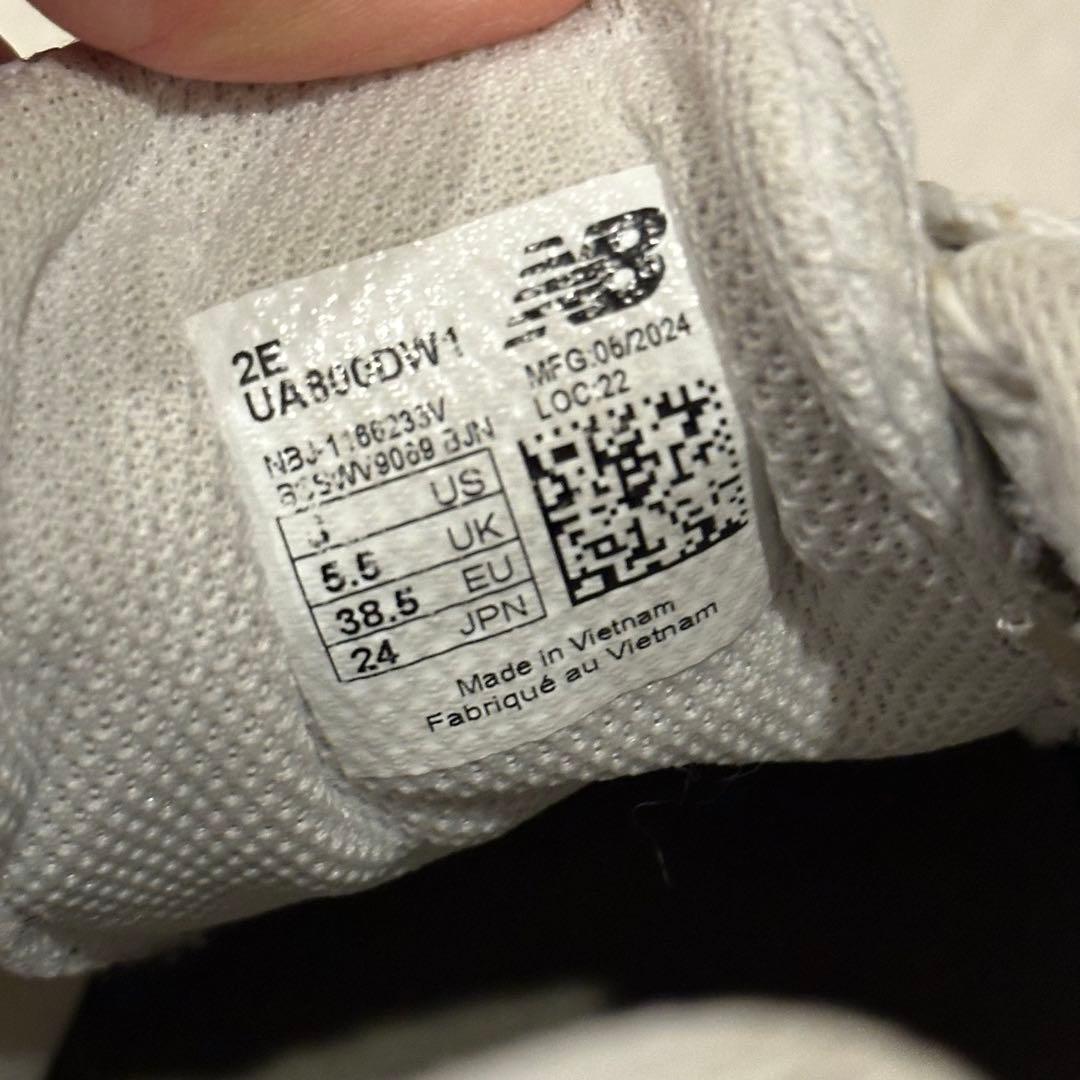 2E
NB
MFG:06/2024
LOC:22
US
5.5 UK
38.5 EU
24 JPN
Made in Vietnam
Fabriqué au Vietnam